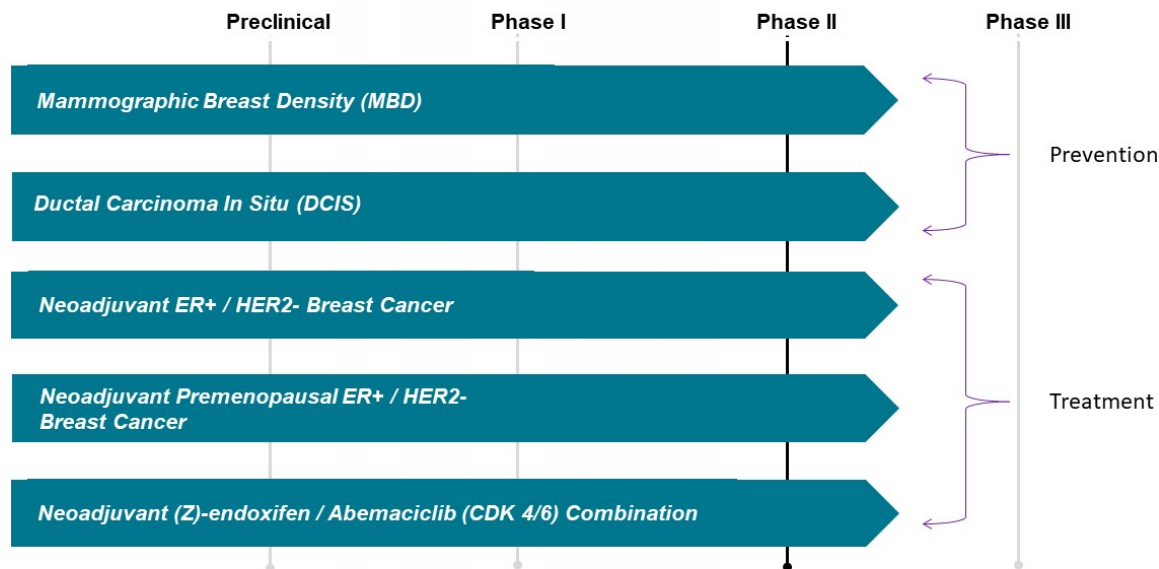 Preclinical Phase I Phase II Phase III
Mammographic Breast Density (MBD)
Prevention
Ductal Carcinoma In Situ (DCIS)
Neoadjuvant ER+ / HER2- Breast Cancer
Neoadjuvant Premenopausal ER+ / HER2-
Breast Cancer
Treatment
Neoadjuvant (Z)-endoxifen / Abemaciclib (CDK 4/6) Combination